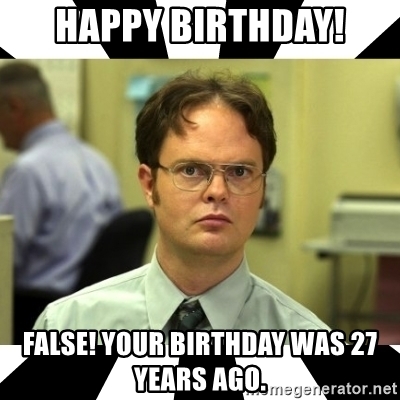 HAPPY BIRTHDAY!
FALSE! YOUR BIRTHDAY WAS 27
YEARS AGO.
memegenerator.net